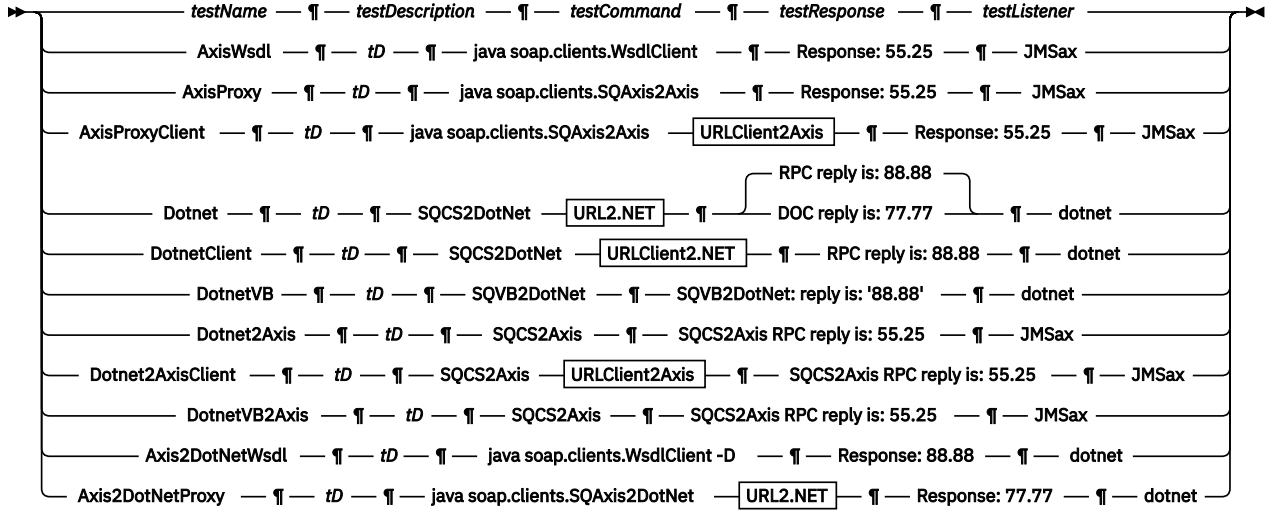 testName ¶ testDescription ¶ testCommand ¶ testResponse ¶ testListener
AxisWsdl ¶ tD ¶ java soap.clients.WsdlClient ¶ Response: 55.25 ¶ JMSax
AxisProxy ¶ tD ¶ java soap.clients.SQAxis2Axis ¶ Response: 55.25 ¶ JMSax
AxisProxyClient ¶ tD ¶ java soap.clients.SQAxis2Axis URLClient2Axis ¶ Response: 55.25 ¶ JMSax
RPC reply is: 88.88
Dotnet ¶ tD ¶ SQCS2DotNet URL2.NET ¶ DOC reply is: 77.77 ¶ dotnet
DotnetClient ¶ tD ¶ SQCS2DotNet URLClient2.NET ¶ RPC reply is: 88.88 ¶ dotnet
DotnetVB ¶ tD ¶ SQVB2DotNet ¶ SQVB2DotNet: reply is: '88.88' ¶ dotnet
Dotnet2Axis ¶ tD ¶ SQCS2Axis ¶ SQCS2Axis RPC reply is: 55.25 ¶ JMSax
Dotnet2AxisClient ¶ tD ¶ SQCS2Axis URLClient2Axis ¶ SQCS2Axis RPC reply is: 55.25 ¶ JMSax
DotnetVB2Axis ¶ tD ¶ SQCS2Axis ¶ SQCS2Axis RPC reply is: 55.25 ¶ JMSax
Axis2DotNetWsdl ¶ tD ¶ java soap.clients.WsdlClient -D ¶ Response: 88.88 ¶ dotnet
Axis2DotNetProxy ¶ tD ¶ java soap.clients.SQAxis2DotNet URL2.NET ¶ Response: 77.77 ¶ dotnet